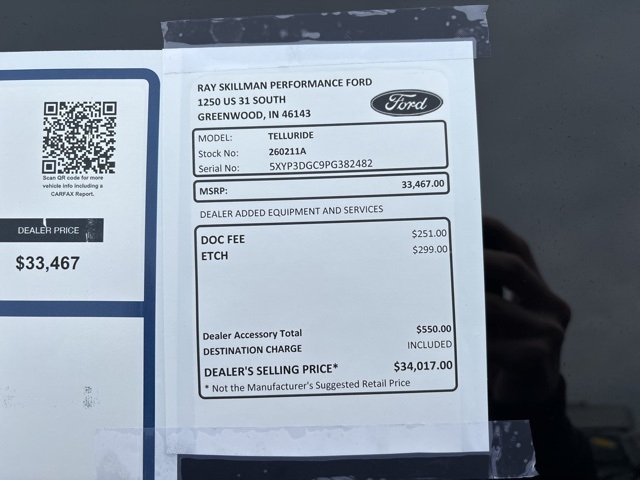 Scan QR code for more
vehicle info including a
CARFAX Report.
DEALER PRICE
$33,467
RAY SKILLMAN PERFORMANCE FORD
1250 US 31 SOUTH
GREENWOOD, IN 46143
Ford
MODEL: TELLURIDE
Stock No: 260211A
Serial No: 5XYP3DGC9PG382482
MSRP: 33,467.00
DEALER ADDED EQUIPMENT AND SERVICES
DOC FEE $251.00
ETCH $299.00
Dealer Accessory Total $550.00
DESTINATION CHARGE INCLUDED
DEALER'S SELLING PRICE* $34,017.00
* Not the Manufacturer's Suggested Retail Price